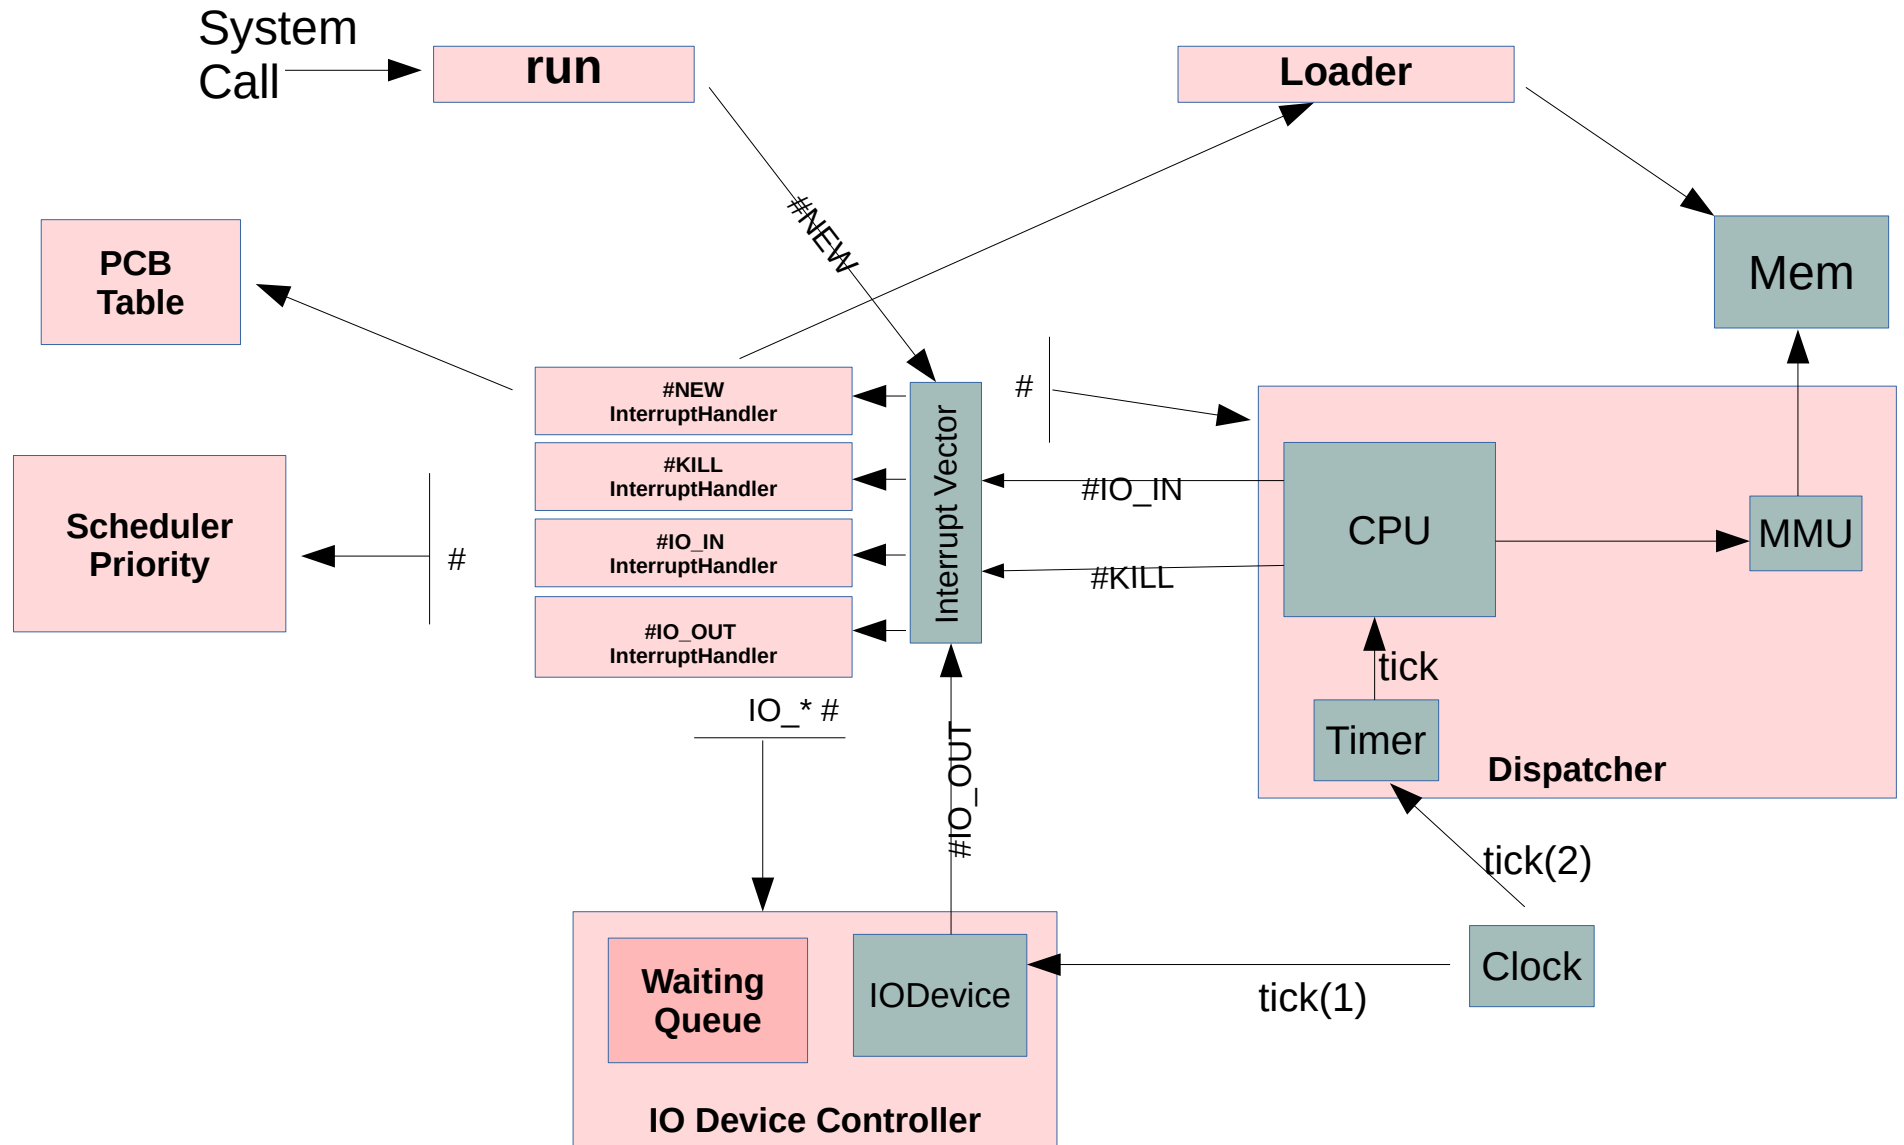 System
Call
run
Loader
#NEW
PCB
Table
Mem
#NEW
InterruptHandler
#
Interrupt Vector
#KILL
InterruptHandler
#IO_IN
CPU
MMU
Scheduler
Priority
#
#IO_IN
InterruptHandler
#KILL
#IO_OUT
InterruptHandler
tick
IO_* #
Timer
Dispatcher
#IO_OUT
tick(2)
Waiting
Queue
IODevice
Clock
tick(1)
IO Device Controller